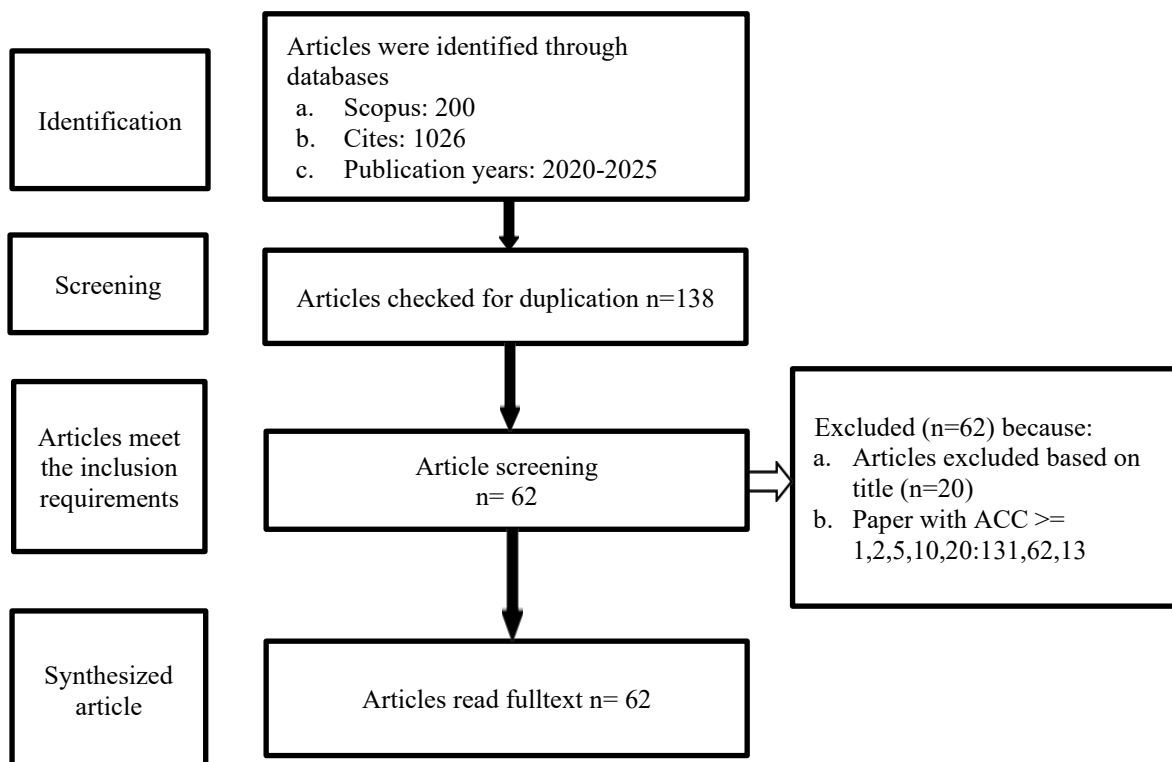 Identification
Articles were identified through
databases
a. Scopus: 200
b. Cites: 1026
c. Publication years: 2020-2025
Screening
Articles checked for duplication n=138
Articles meet
the inclusion
requirements
Article screening
n= 62
Excluded (n=62) because:
a. Articles excluded based on
title (n=20)
b. Paper with ACC >=
1,2,5,10,20:131,62,13
Synthesized
article
Articles read fulltext n= 62